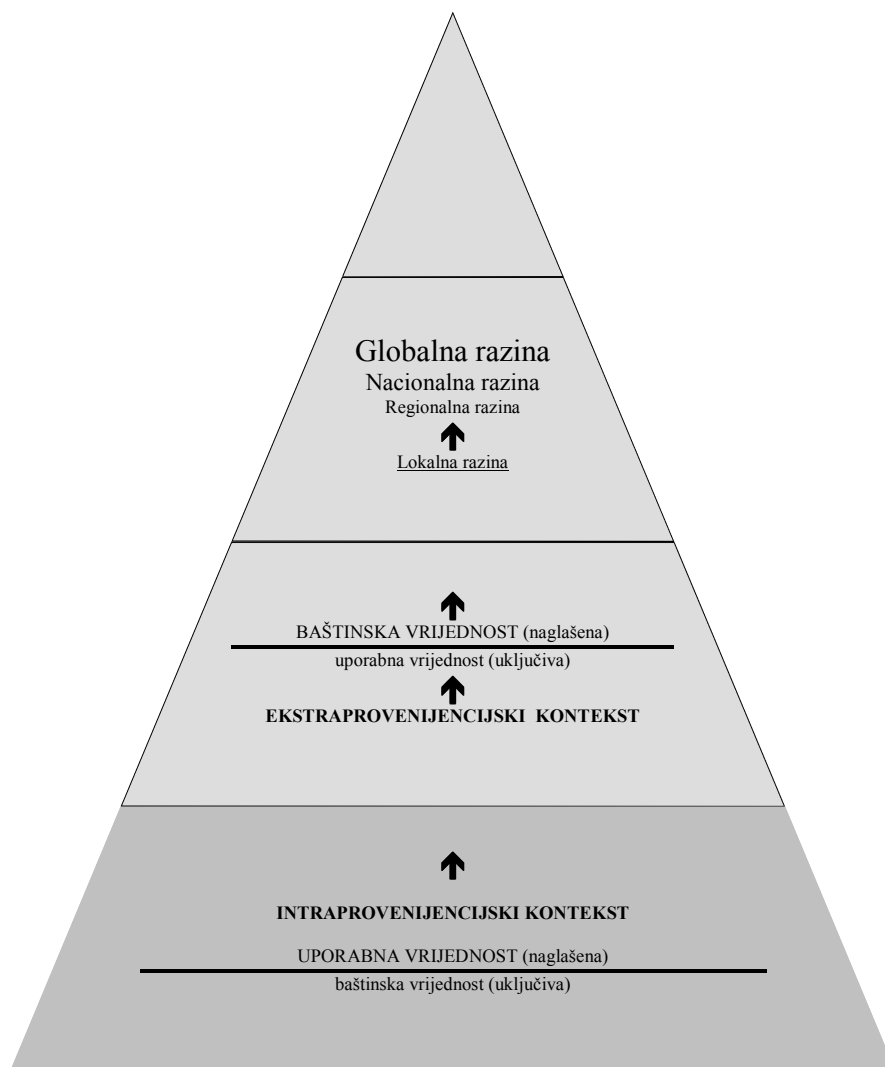 Globalna razina
Nacionalna razina
Regionalna razina
Lokalna razina
BAŠTINSKA VRIJEDNOST (naglašena)
uporabna vrijednost (uključiva)
EKSTRAPROVENIJENCIJSKI KONTEKST
INTRAPROVENIJENCIJSKI KONTEKST
UPORABNA VRIJEDNOST (naglašena)
baštinska vrijednost (uključiva)